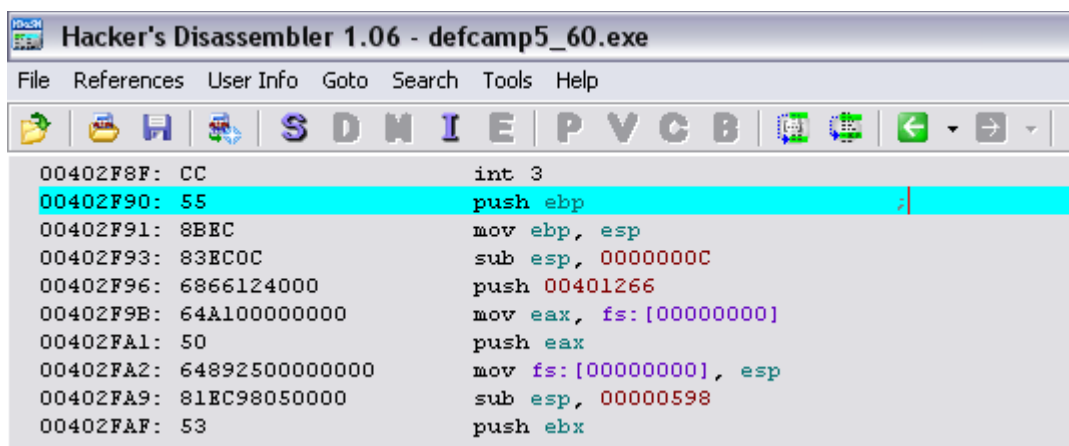 Hacker's Disassembler 1.06 - defcamp5_60.exe
File References User Info Goto Search Tools Help
S D M I E P V C B
00402F8F: CC int 3
00402F90: 55 push ebp ;
00402F91: 8BEC mov ebp, esp
00402F93: 83EC0C sub esp, 0000000C
00402F96: 6866124000 push 00401266
00402F9B: 64A100000000 mov eax, fs:[00000000]
00402FA1: 50 push eax
00402FA2: 64892500000000 mov fs:[00000000], esp
00402FA9: 81EC98050000 sub esp, 00000598
00402FAF: 53 push ebx